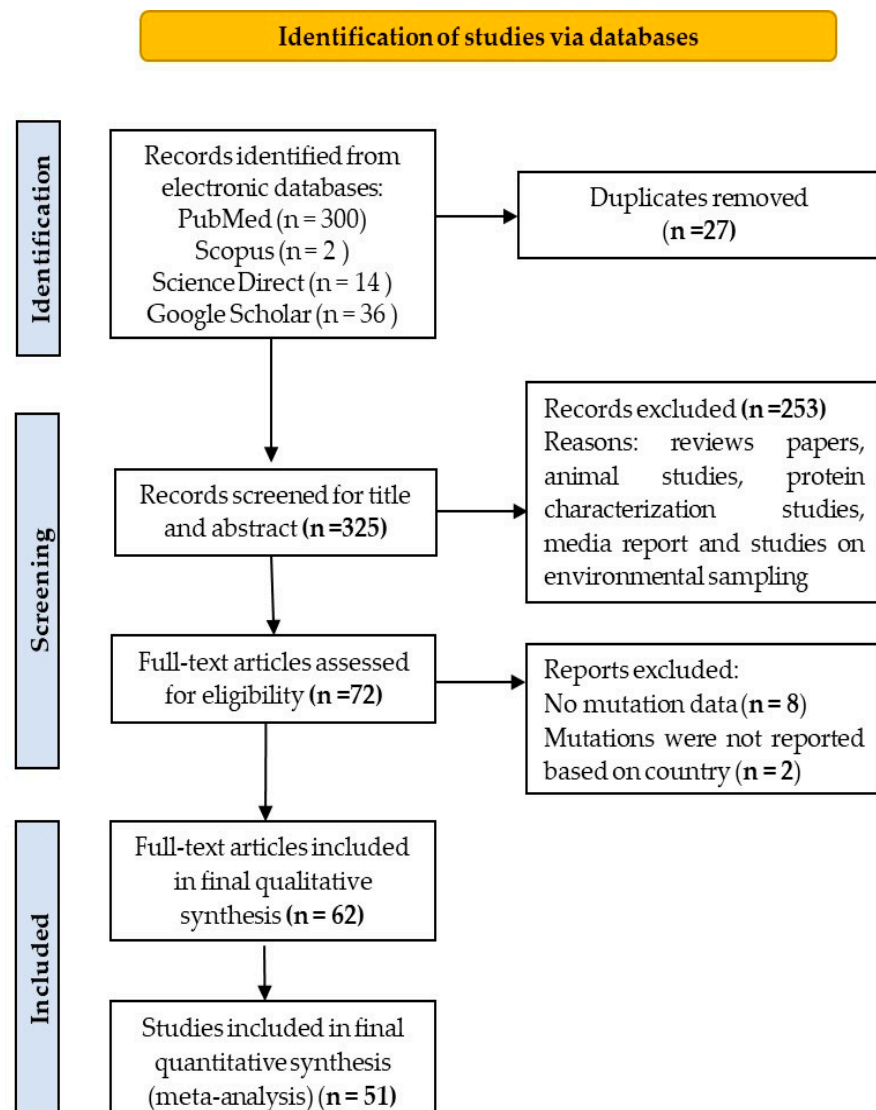 Identification of studies via databases
Identification
Records identified from
electronic databases:
PubMed (n = 300)
Scopus (n = 2 )
ScienceDirect (n = 14 )
Google Scholar (n = 36 )
Duplicates removed
(n =27)
Screening
Records screened for title
and abstract (n =325)
Records excluded (n =253)
Reasons: reviews papers,
animal studies, protein
characterization studies,
media report and studies on
environmental sampling
Full-text articles assessed
for eligibility (n =72)
Reports excluded:
No mutation data (n = 8)
Mutations were not reported
based on country (n = 2)
Included
Full-text articles included
in final qualitative
synthesis (n = 62)
Studies included in final
quantitative synthesis
(meta-analysis) (n = 51)